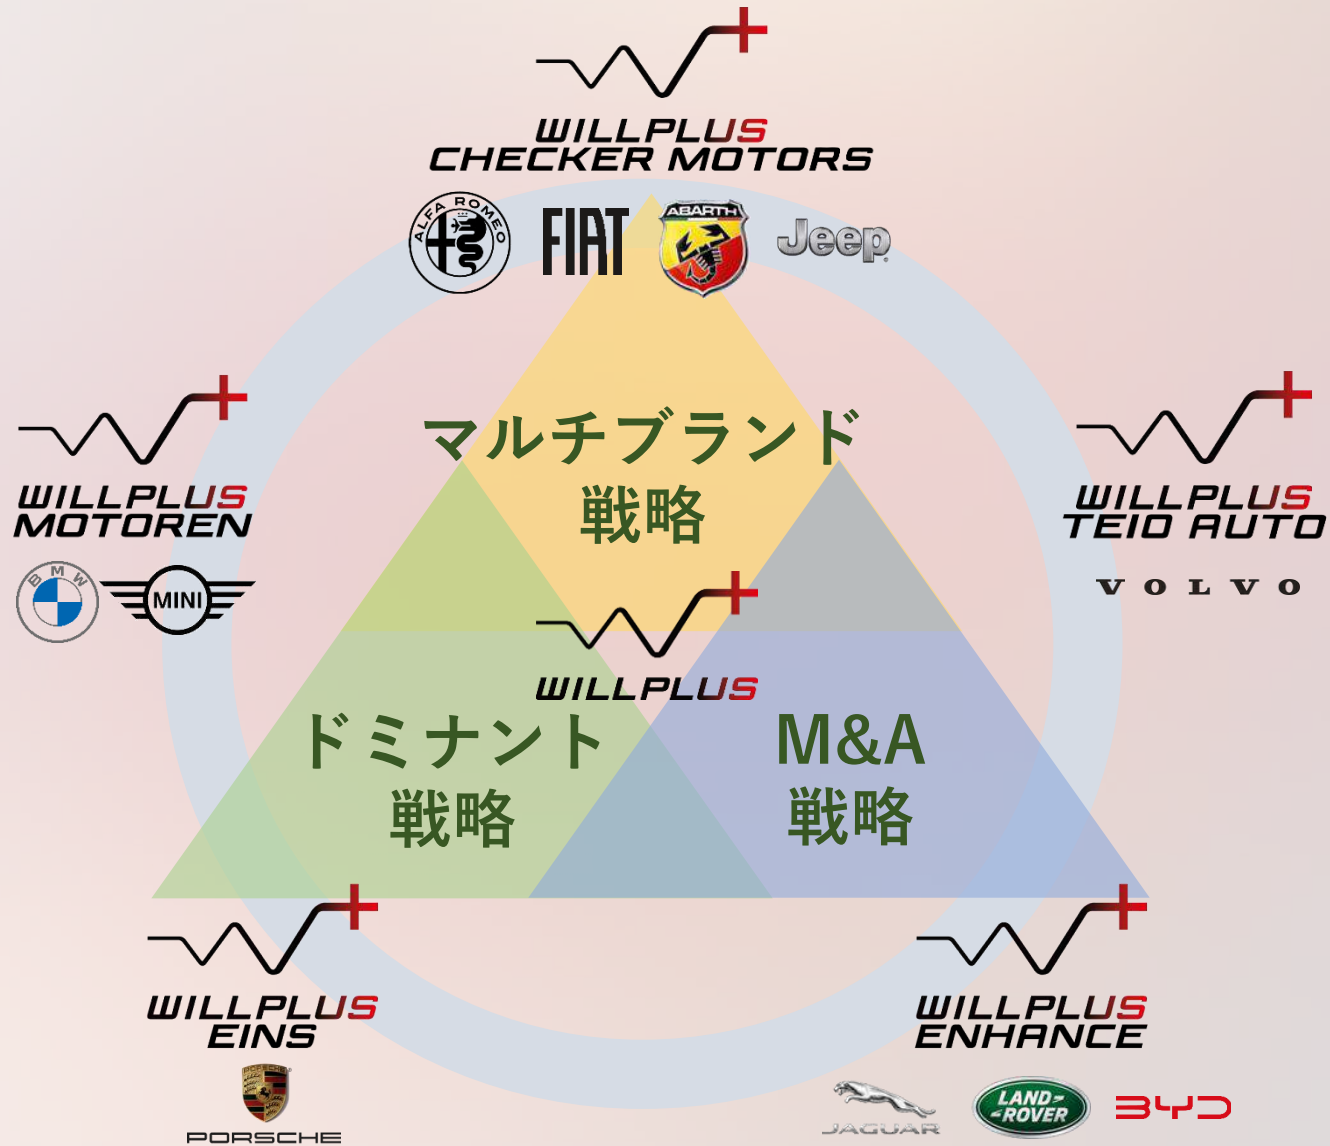 WILLPLUS
CHECKER MOTORS
ALFA ROMEO
FIAT
ABARTH
Jeep
マルチブランド
戦略
WILLPLUS
MOTOREN
BMW
MINI
WILLPLUS
TEIO AUTO
VOLVO
WILLPLUS
ドミナント
戦略
M&A
戦略
WILLPLUS
EINS
PORSCHE
PORSCHE
WILLPLUS
ENHANCE
JAGUAR
LAND-
-ROVER
BYD